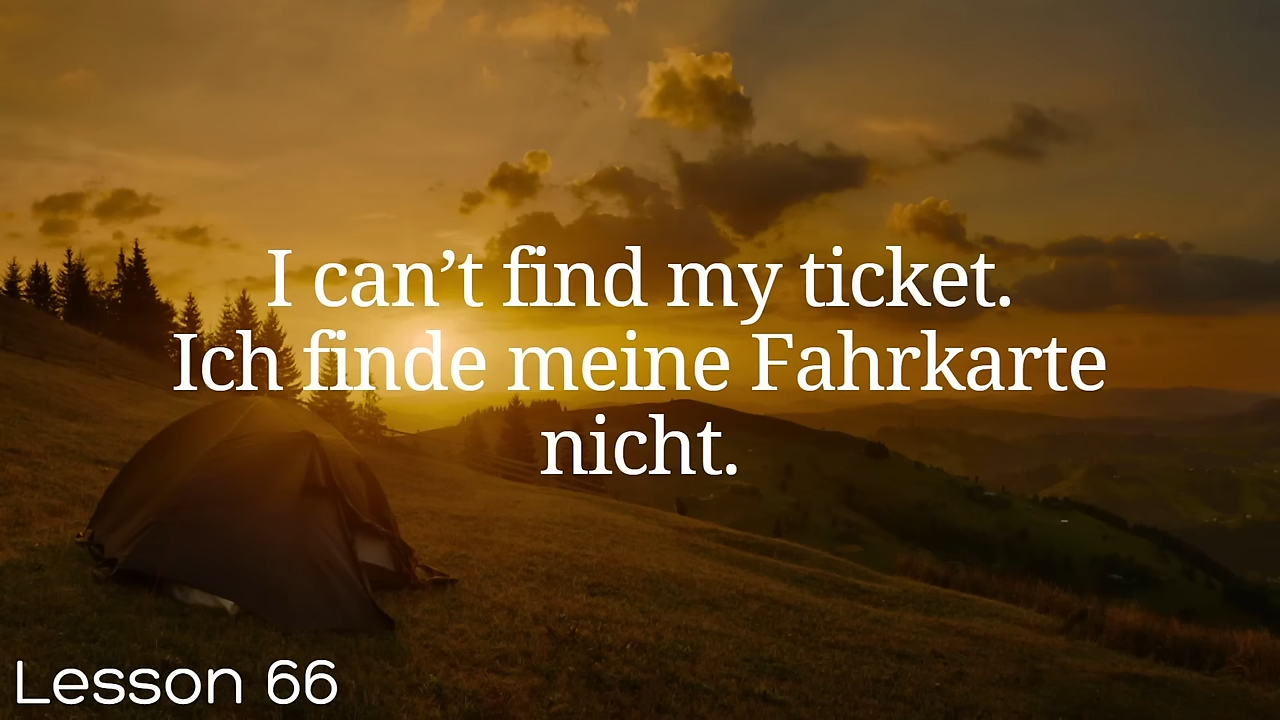 I can’t find my ticket.
Ich finde meine Fahrkarte
nicht.
Lesson 66